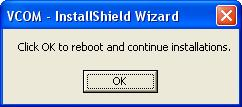 VCOM - InstallShield Wizard
Click OK to reboot and continue installations.
OK